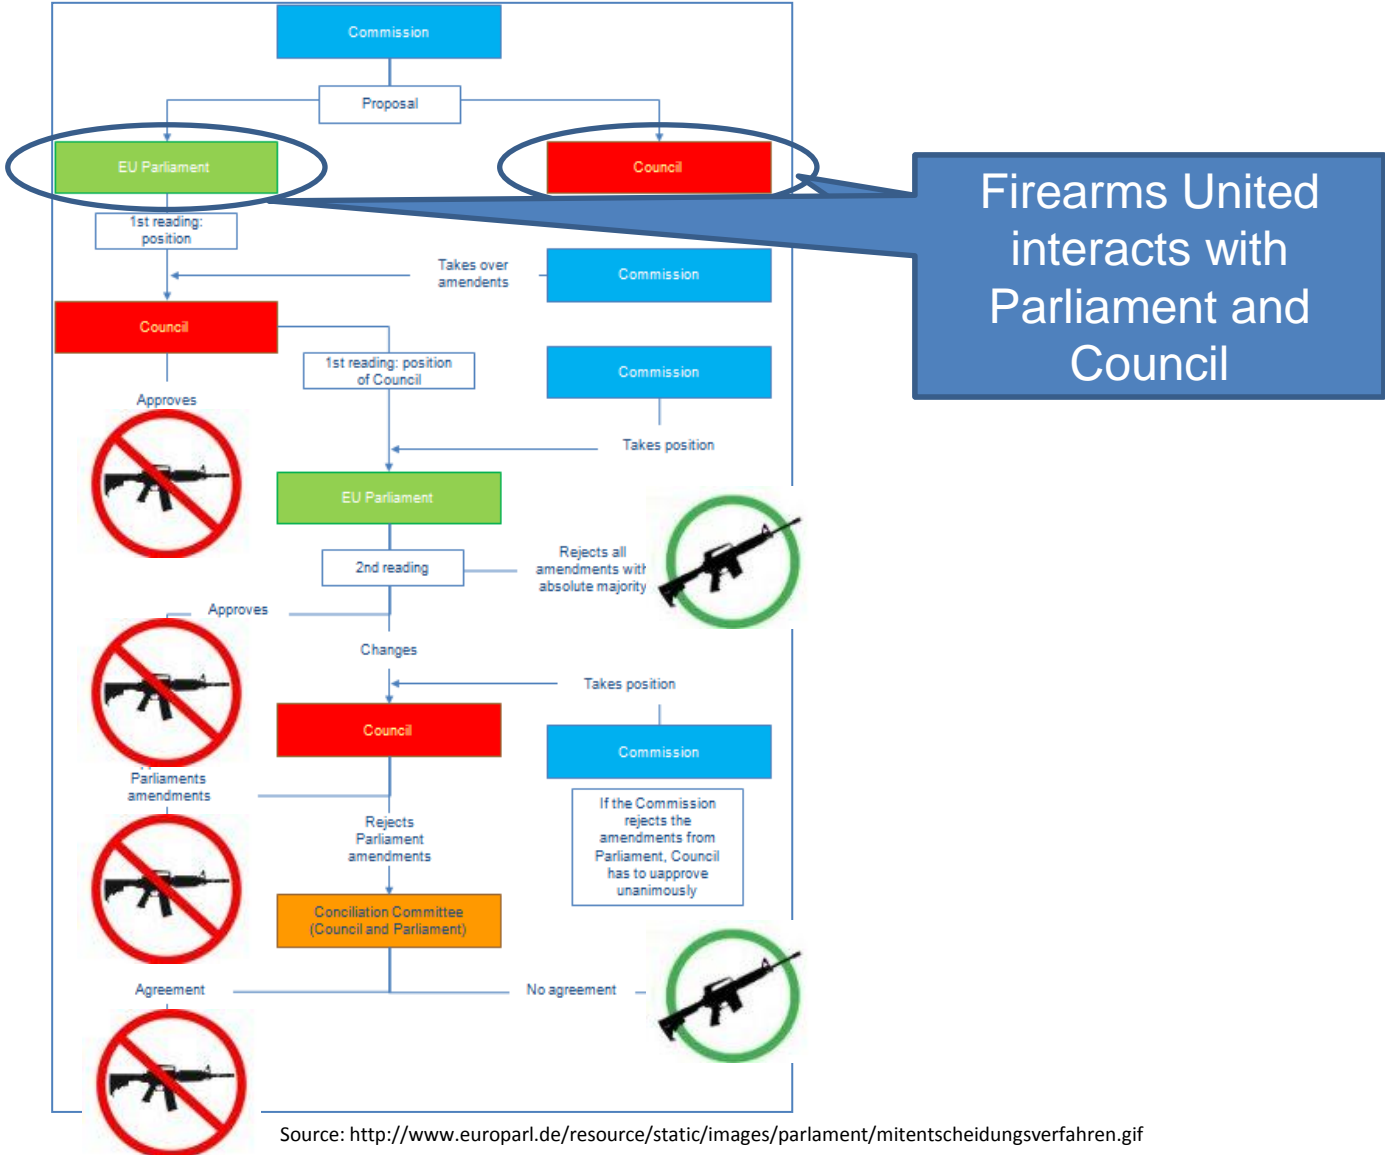 Commission
Proposal
EU Parliament
Council
Firearms United
interacts with
Parliament and
Council
1st reading:
position
Takes over
amendents
Commission
Council
1st reading: position
of Council
Commission
Approves
Takes position
EU Parliament
2nd reading
Rejects all
amendments with
absolute majority
Approves
Changes
Takes position
Council
Commission
Parliaments
amendments
If the Commission
rejects the
amendments from
Parliament, Council
has to uapprove
unanimously
Rejects
Parliament
amendments
Conciliation Committee
(Council and Parliament)
Agreement
No agreement
Source: http://www.europarl.de/resource/static/images/parlament/mitentscheidungsverfahren.gif